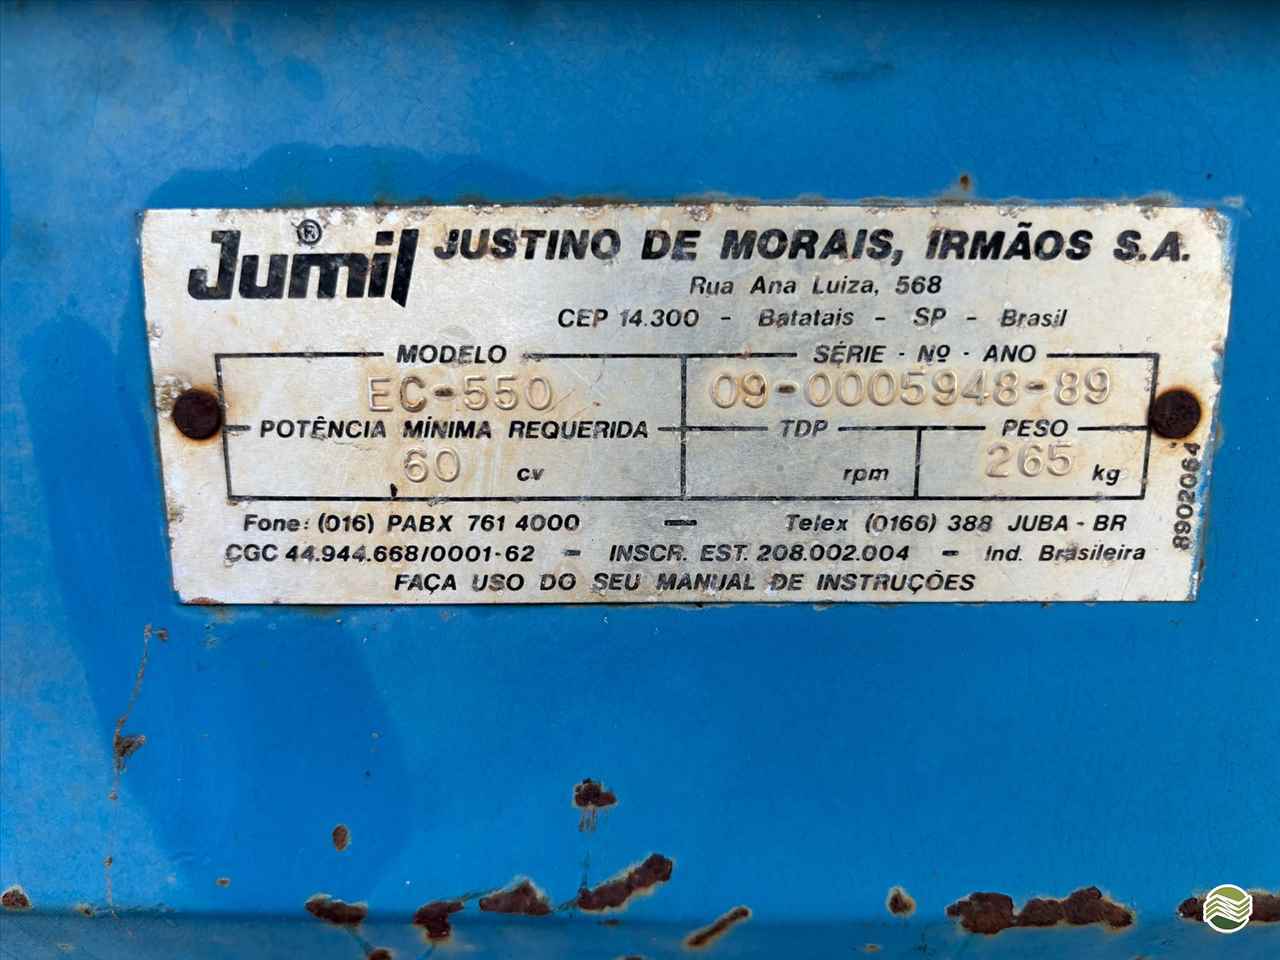 Jumil® JUSTINO DE MORAIS, IRMÃOS S.A.
Rua Ana Luiza, 568
CEP 14.300 - Batatais - SP - Brasil
MODELO SÉRIE - Nº - ANO
EC-550 09-0005948-89
POTÊNCIA MÍNIMA REQUERIDA TDP PESO
60 cv rpm 265 kg
Fone: (016) PABX 761 4000 — Telex (0166) 388 JUBA - BR
CGC 44.944.668/0001-62 - INSCR. EST. 208.002.004 - Ind. Brasileira
FAÇA USO DO SEU MANUAL DE INSTRUÇÕES
8902064